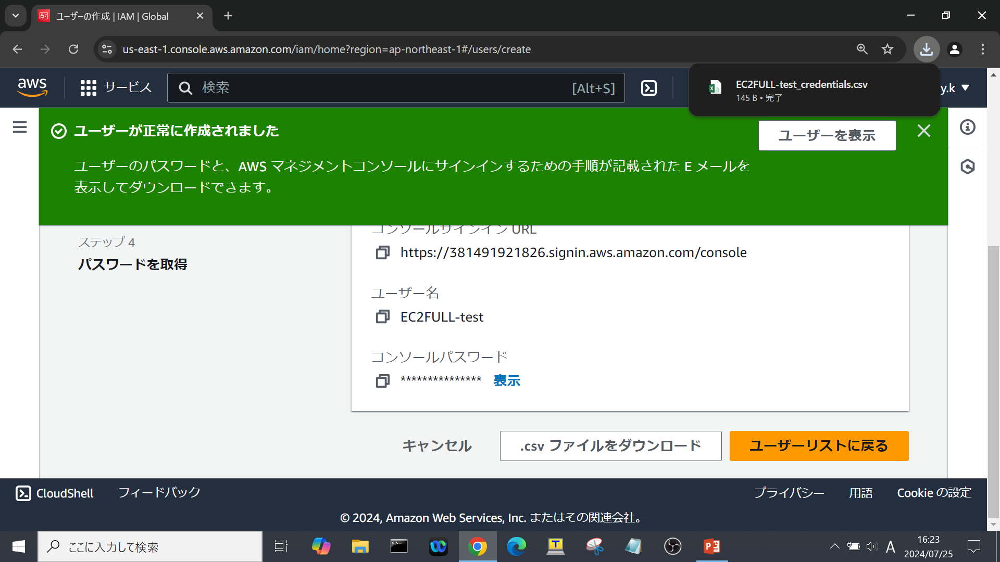 ユーザーの作成 | IAM | Global
us-east-1.console.aws.amazon.com/iam/home?region=ap-northeast-1#/users/create
aws
サービス
検索
[Alt+S]
y.k
EC2FULL-test_credentials.csv
145 B • 完了
ユーザーが正常に作成されました
ユーザーを表示
ユーザーのパスワードと、AWS マネジメントコンソールにサインインするための手順が記載された E メールを
表示してダウンロードできます。
ステップ 4
パスワードを取得
コンソールサインイン URL
https://381491921826.signin.aws.amazon.com/console
ユーザー名
EC2FULL-test
コンソールパスワード
*************** 表示
キャンセル
.csv ファイルをダウンロード
ユーザーリストに戻る
CloudShell
フィードバック
プライバシー
用語
Cookie の設定
© 2024, Amazon Web Services, Inc. またはその関連会社。
ここに入力して検索
A
16:23
2024/07/25